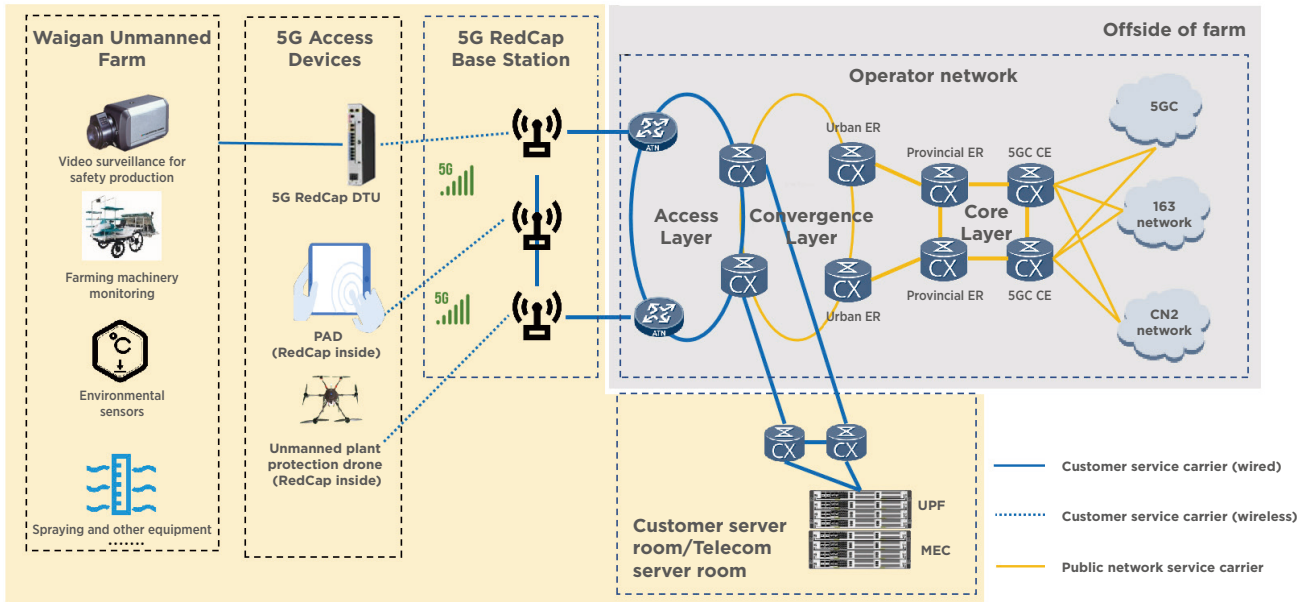 Waigan Unmanned
Farm
Video surveillance for
safety production
Farming machinery
monitoring
°C
Environmental
sensors
Spraying and other equipment
.......
5G Access
Devices
5G RedCap DTU
PAD
(RedCap inside)
Unmanned plant
protection drone
(RedCap inside)
5G RedCap
Base Station
5G
5G
Offside of farm
Operator network
ATN
ATN
Access
Layer
CX
CX
Convergence
Layer
Urban ER
CX
CX
Urban ER
Provincial ER
CX
CX
Provincial ER
Core
Layer
5GC CE
CX
CX
5GC CE
5GC
163
network
CN2
network
CX
CX
UPF
MEC
Customer server
room/Telecom
server room
Customer service carrier (wired)
Customer service carrier (wireless)
Public network service carrier